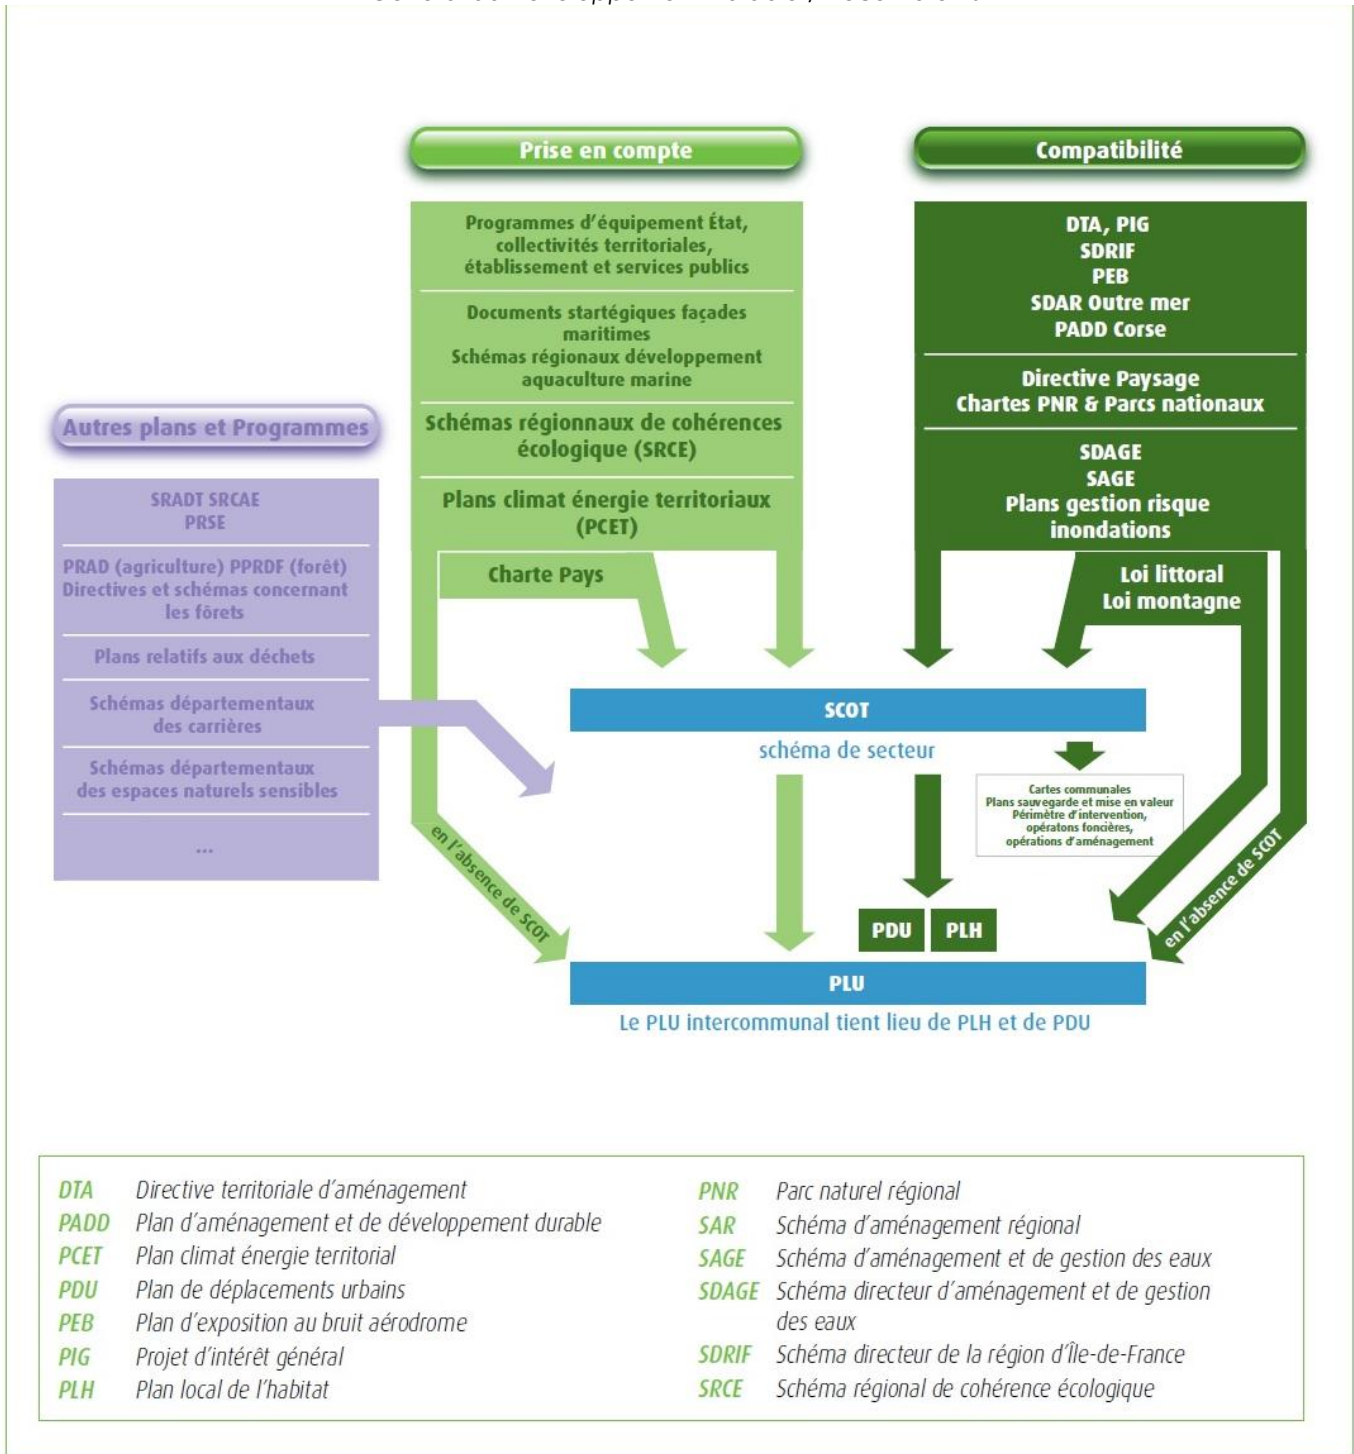 Prise en compte
Programmes d'équipement État,
collectivités territoriales,
établissement et services publics
Documents startégiques façades
maritimes
Schémas régionaux développement
aquaculture marine
Schémas régionnaux de cohérences
écologique (SRCE)
Plans climat énergie territoriaux
(PCET)
Charte Pays
Compatibilité
DTA, PIG
SDRIF
PEB
SDAR Outre mer
PADD Corse
Directive Paysage
Chartes PNR & Parcs nationaux
SDAGE
SAGE
Plans gestion risque
inondations
Loi littoral
Loi montagne
Autres plans et Programmes
SRADT SRCAE
PRSE
PRAD (agriculture) PPRDF (forêt)
Directives et schémas concernant
les fôrets
Plans relatifs aux déchets
Schémas départementaux
des carrières
Schémas départementaux
des espaces naturels sensibles
...
SCOT
schéma de secteur
Cartes communales
Plans sauvegarde et mise en valeur
Périmètre d'intervention,
opératons foncières,
opérations d'aménagement
en l'absence de SCOT
en l'absence de SCOT
PDU
PLH
PLU
Le PLU intercommunal tient lieu de PLH et de PDU
DTA Directive territoriale d'aménagement
PADD Plan d'aménagement et de développement durable
PCET Plan climat énergie territorial
PDU Plan de déplacements urbains
PEB Plan d'exposition au bruit aérodrome
PIG Projet d'intérêt général
PLH Plan local de l'habitat
PNR Parc naturel régional
SAR Schéma d'aménagement régional
SAGE Schéma d'aménagement et de gestion des eaux
SDAGE Schéma directeur d'aménagement et de gestion
des eaux
SDRIF Schéma directeur de la région d'Île-de-France
SRCE Schéma régional de cohérence écologique